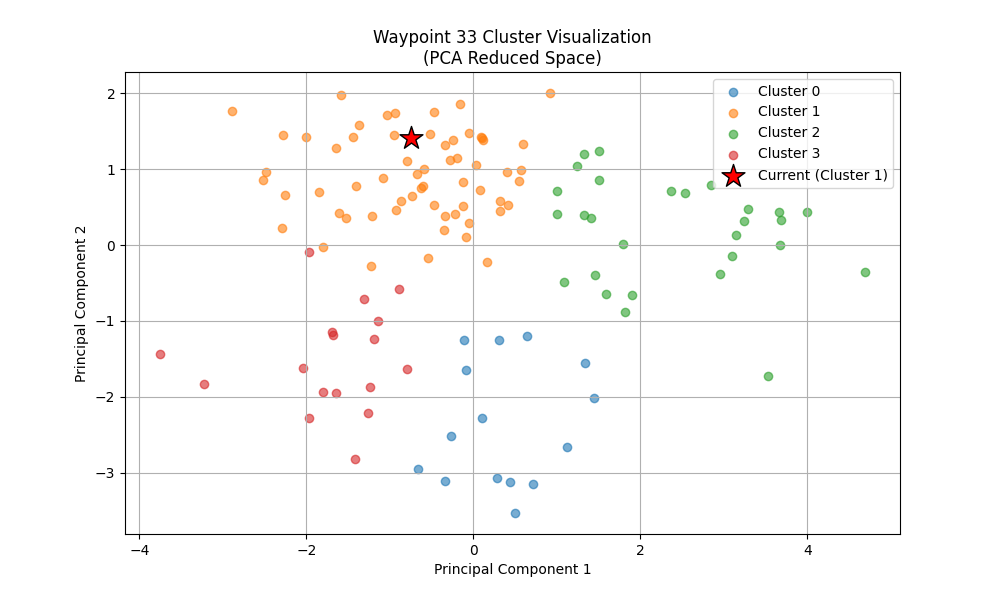 Waypoint 33 Cluster Visualization
(PCA Reduced Space)
Cluster 0
Cluster 1
Cluster 2
Cluster 3
Current (Cluster 1)
Principal Component 2
2
1
0
−1
−2
−3
−4 −2 0 2 4
Principal Component 1